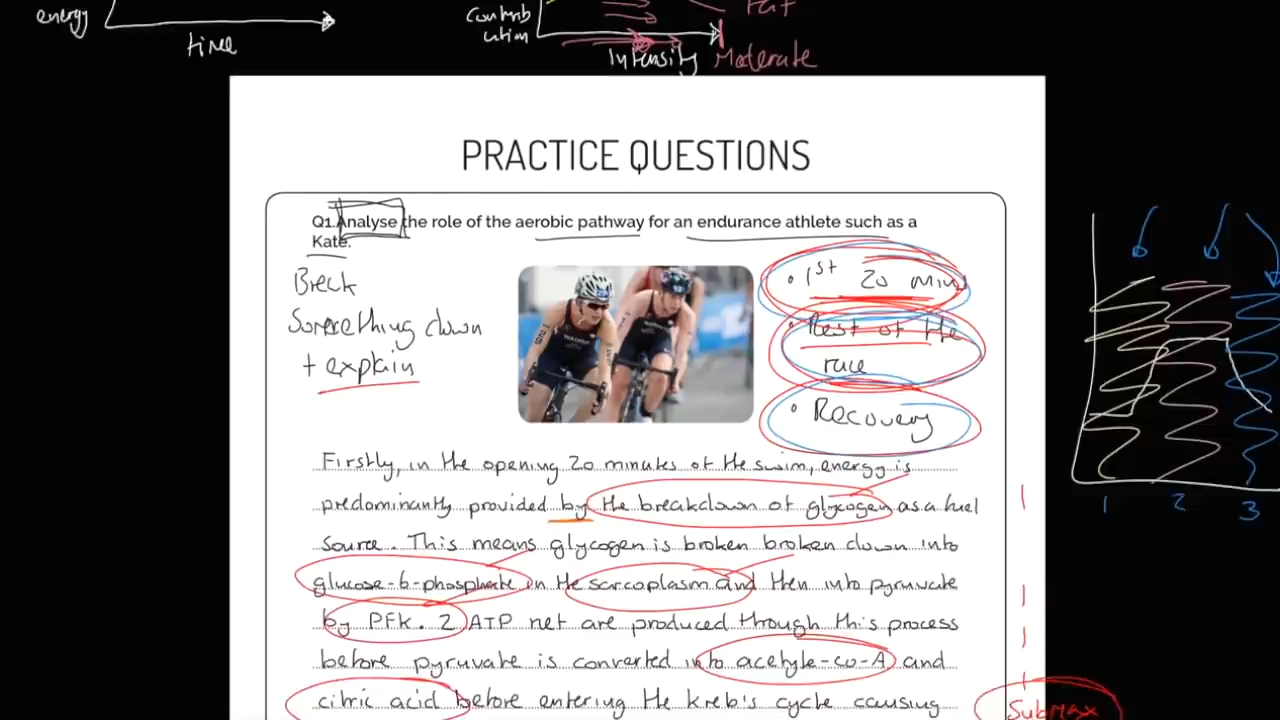 energy
time
Contrib
ution
fat
Intensity Moderate
PRACTICE QUESTIONS
Q1.Analyse the role of the aerobic pathway for an endurance athlete such as a
Kate.
Breck
Something down
+ explain
• 1st 20 mins
• Rest of the
race
• Recovery
Firstly, in the opening 20 minutes of the swim, energy is
predominantly provided by the breakdown of glycogen as a fuel
source. This means glycogen is broken broken down into
glucose-6-phosphate in the sarcoplasm and then into pyruvate
by PFK. 2 ATP net are produced through this process
before pyruvate is converted into acetyle-co-A and
citric acid before entering the kreb's cycle causing
SubMax
1 2 3